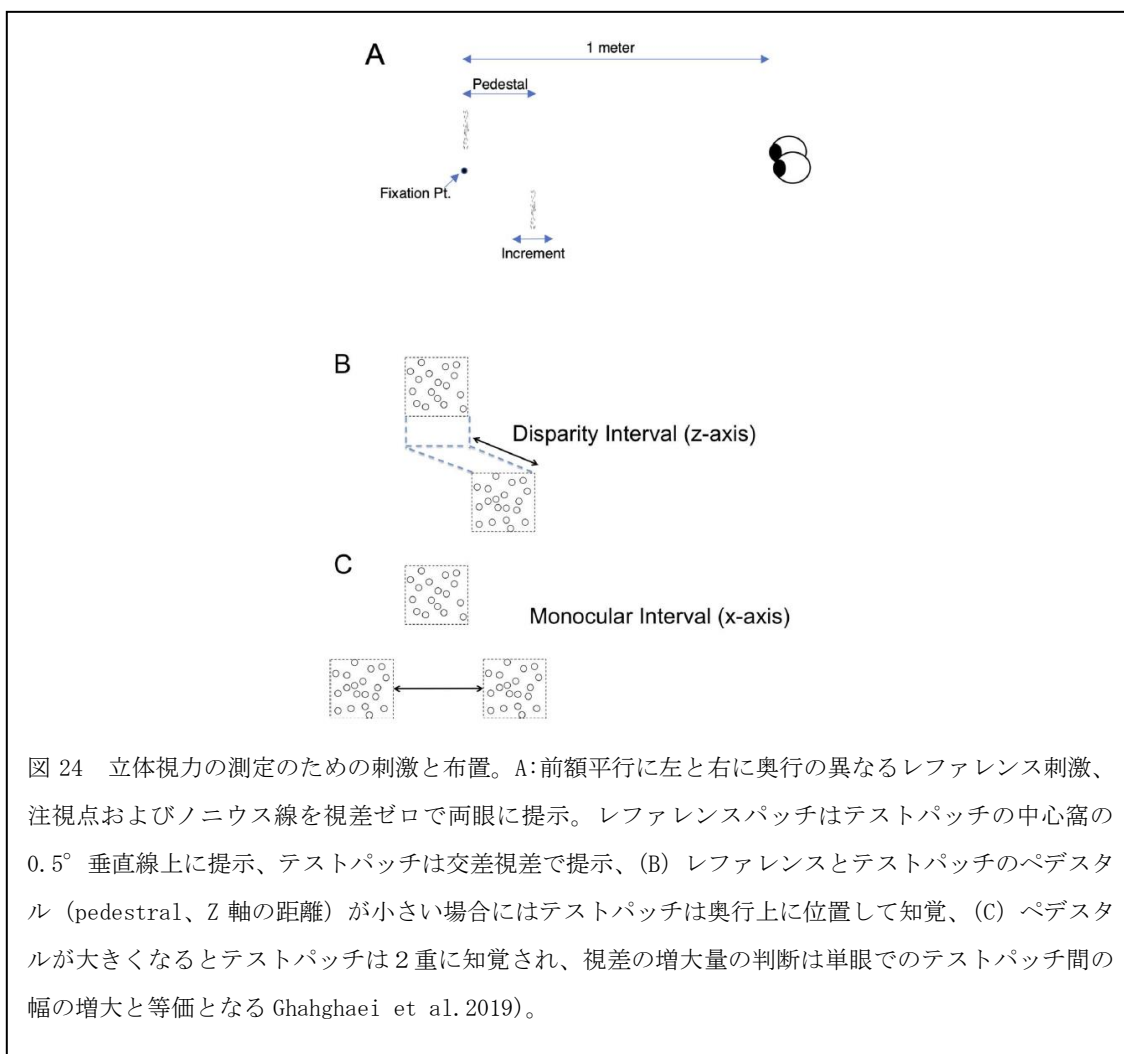 A
1 meter
Pedestal
Fixation Pt.
Increment
B
Disparity Interval (z-axis)
C
Monocular Interval (x-axis)
図 24　立体視力の測定のための刺激と布置。A:前額平行に左と右に奥行の異なるレファレンス刺激、
注視点およびノニウス線を視差ゼロで両眼に提示。レファレンスパッチはテストパッチの中心窩の
0.5°垂直線上に提示、テストパッチは交差視差で提示、(B) レファレンスとテストパッチのペデスタ
ル (pedestral、Z 軸の距離) が小さい場合にはテストパッチは奥行上に位置して知覚、(C) ペデスタ
ルが大きくなるとテストパッチは２重に知覚され、視差の増大量の判断は単眼でのテストパッチ間の
幅の増大と等価となる Ghahghaei et al.2019)。